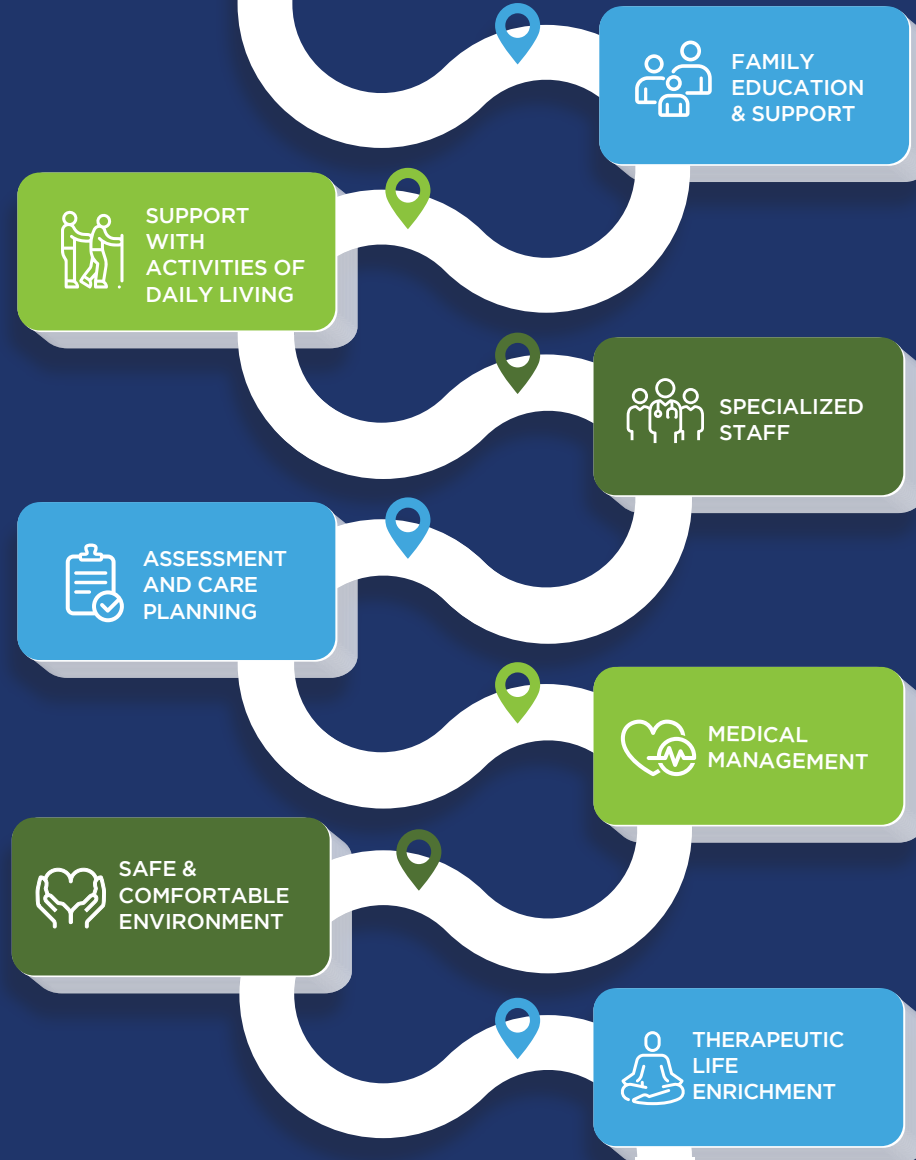 FAMILY
EDUCATION
& SUPPORT
SUPPORT
WITH
ACTIVITIES OF
DAILY LIVING
SPECIALIZED
STAFF
ASSESSMENT
AND CARE
PLANNING
MEDICAL
MANAGEMENT
SAFE &
COMFORTABLE
ENVIRONMENT
THERAPEUTIC
LIFE
ENRICHMENT